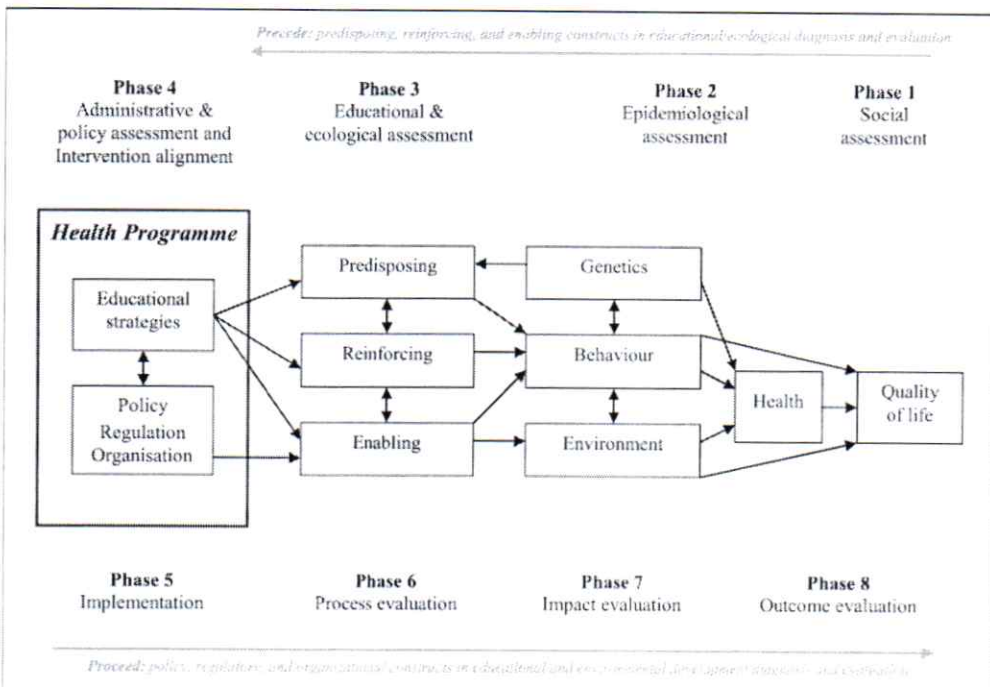 Precede: predisposing, reinforcing, and enabling constructs in educational/ecological diagnosis and evaluation
Phase 4
Administrative &
policy assessment and
Intervention alignment
Phase 3
Educational &
ecological assessment
Phase 2
Epidemiological
assessment
Phase 1
Social
assessment
Health Programme
Educational
strategies
Policy
Regulation
Organisation
Predisposing
Reinforcing
Enabling
Genetics
Behaviour
Environment
Health
Quality
of life
Phase 5
Implementation
Phase 6
Process evaluation
Phase 7
Impact evaluation
Phase 8
Outcome evaluation
Proceed: policy, regulatory, and organizational constructs in educational and environmental development